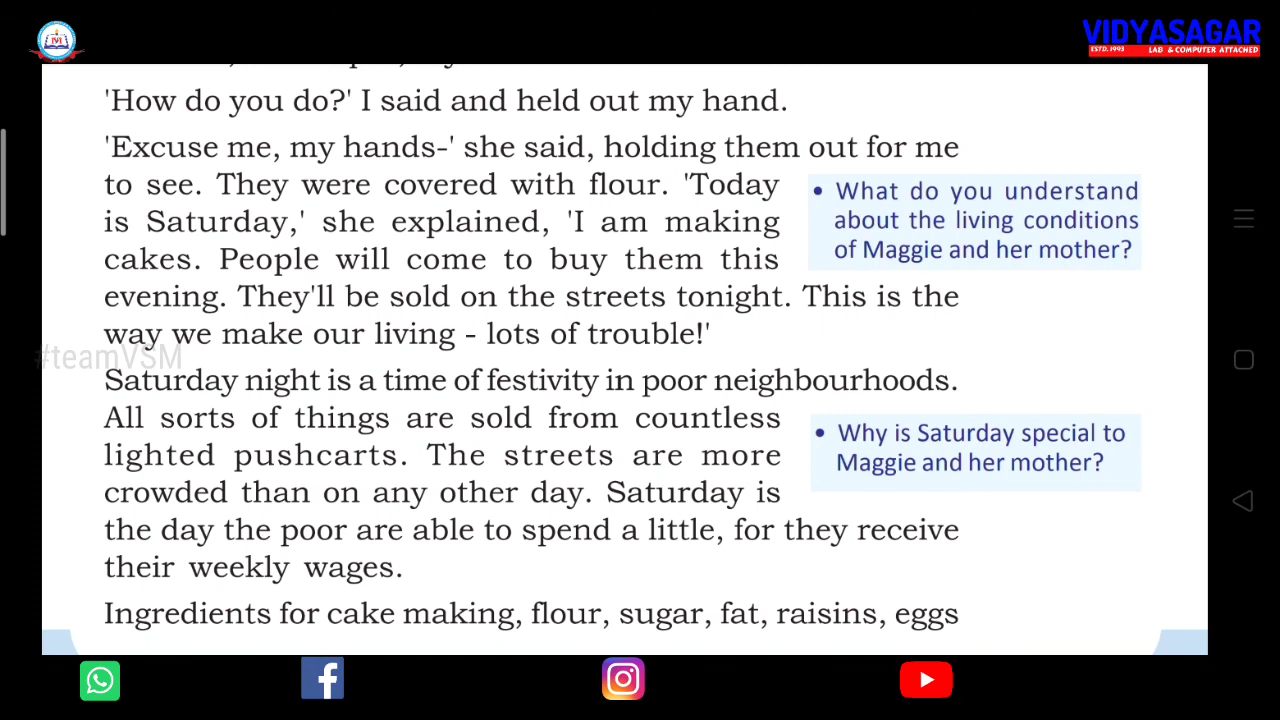 VIDYASAGAR
ESTD. 1993 LAB & COMPUTER ATTACHED
'How do you do?' I said and held out my hand.
'Excuse me, my hands-' she said, holding them out for me
to see. They were covered with flour. 'Today
is Saturday,' she explained, 'I am making
cakes. People will come to buy them this
evening. They'll be sold on the streets tonight. This is the
way we make our living - lots of trouble!'
• What do you understand
about the living conditions
of Maggie and her mother?
#teamVSM
Saturday night is a time of festivity in poor neighbourhoods.
All sorts of things are sold from countless
lighted pushcarts. The streets are more
crowded than on any other day. Saturday is
the day the poor are able to spend a little, for they receive
their weekly wages.
• Why is Saturday special to
Maggie and her mother?
Ingredients for cake making, flour, sugar, fat, raisins, eggs